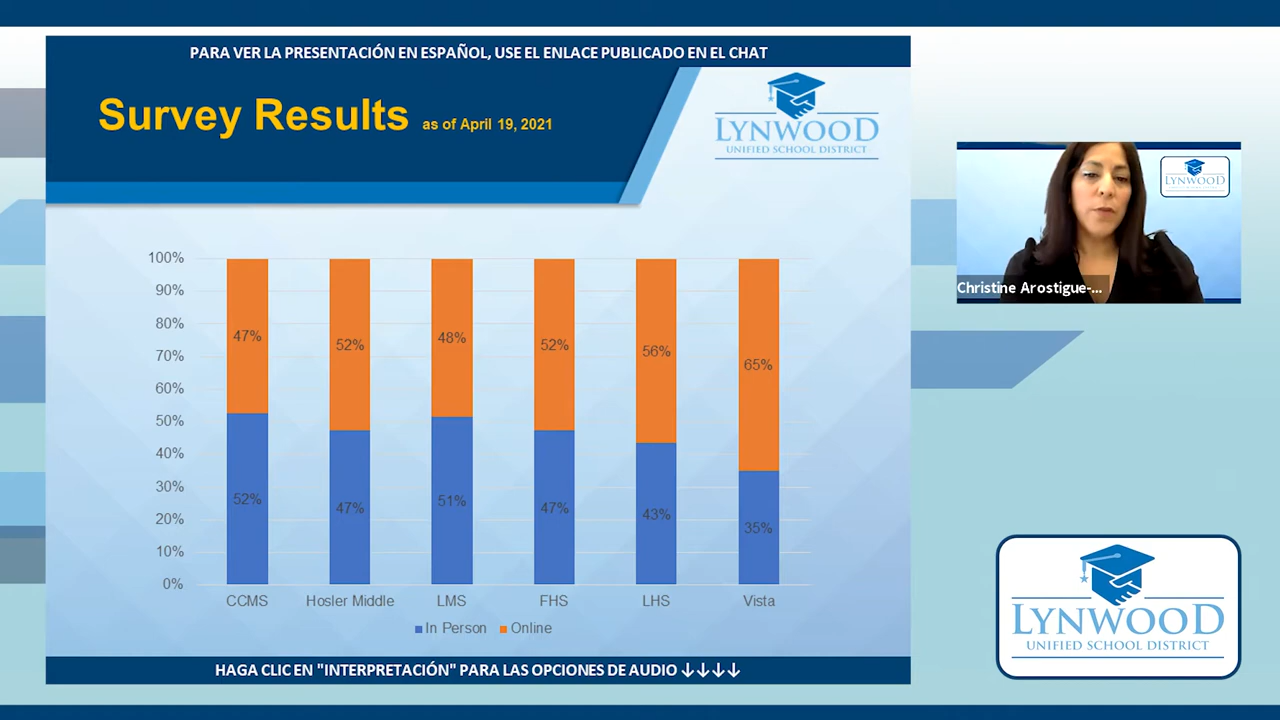 PARA VER LA PRESENTACIÓN EN ESPAÑOL, USE EL ENLACE PUBLICADO EN EL CHAT
Survey Results as of April 19, 2021
LYNWOOD
UNIFIED SCHOOL DISTRICT
LYNWOOD
Christine Arostigue-...
100%
90%
80%
70%
60%
50%
40%
30%
20%
10%
0%
47% 52% 48% 52% 56% 65%
52% 47% 51% 47% 43% 35%
CCMS Hosler Middle LMS FHS LHS Vista
In Person Online
HAGA CLIC EN "INTERPRETACIÓN" PARA LAS OPCIONES DE AUDIO ↓↓↓↓
LYNWOOD
UNIFIED SCHOOL DISTRICT